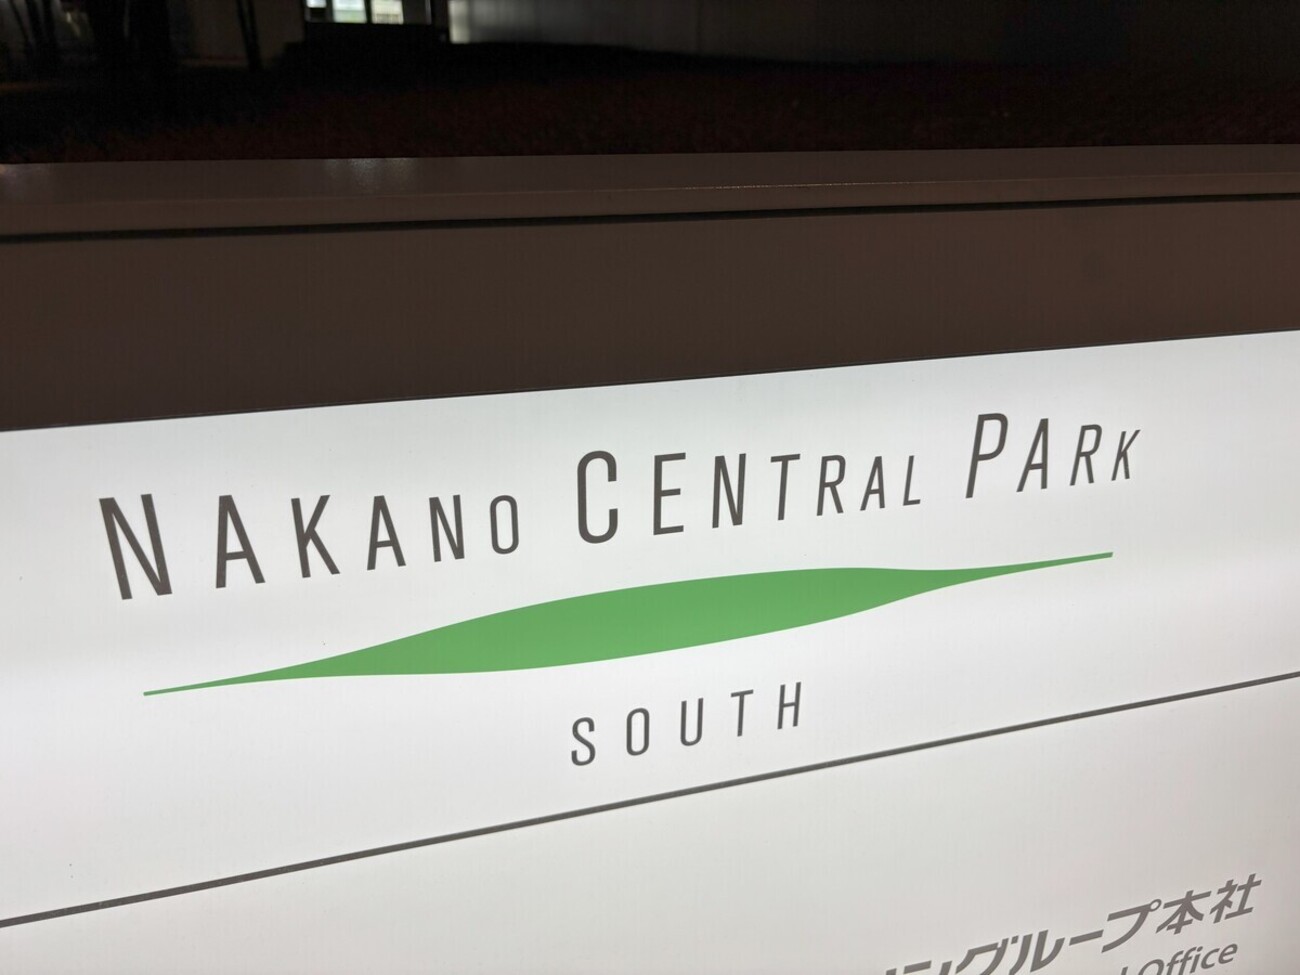 NAKANO CENTRAL PARK
SOUTH
グループ本社
Office